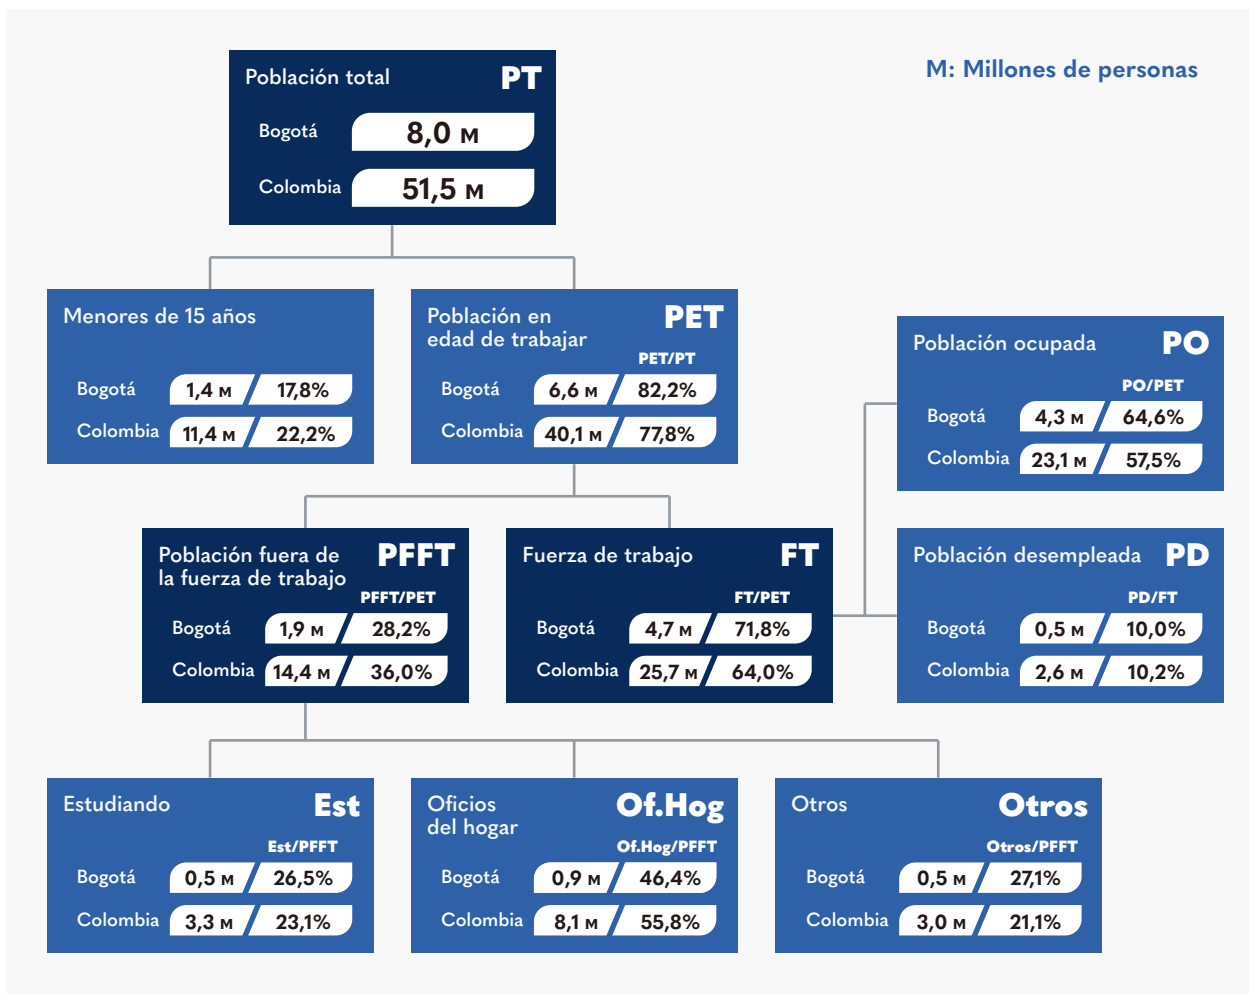 Población total PT
M: Millones de personas
Bogotá 8,0 M
Colombia 51,5 M
Menores de 15 años
Bogotá 1,4 M 17,8%
Colombia 11,4 M 22,2%
Población en PET
edad de trabajar
PET/PT
Bogotá 6,6 M 82,2%
Colombia 40,1 M 77,8%
Población ocupada PO
PO/PET
Bogotá 4,3 M 64,6%
Colombia 23,1 M 57,5%
Población fuera de PFFT
la fuerza de trabajo
PFFT/PET
Bogotá 1,9 M 28,2%
Colombia 14,4 M 36,0%
Fuerza de trabajo FT
FT/PET
Bogotá 4,7 M 71,8%
Colombia 25,7 M 64,0%
Población desempleada PD
PD/FT
Bogotá 0,5 M 10,0%
Colombia 2,6 M 10,2%
Estudiando Est
Est/PFFT
Bogotá 0,5 M 26,5%
Colombia 3,3 M 23,1%
Oficios Of.Hog
del hogar
Of.Hog/PFFT
Bogotá 0,9 M 46,4%
Colombia 8,1 M 55,8%
Otros Otros
Otros/PFFT
Bogotá 0,5 M 27,1%
Colombia 3,0 M 21,1%